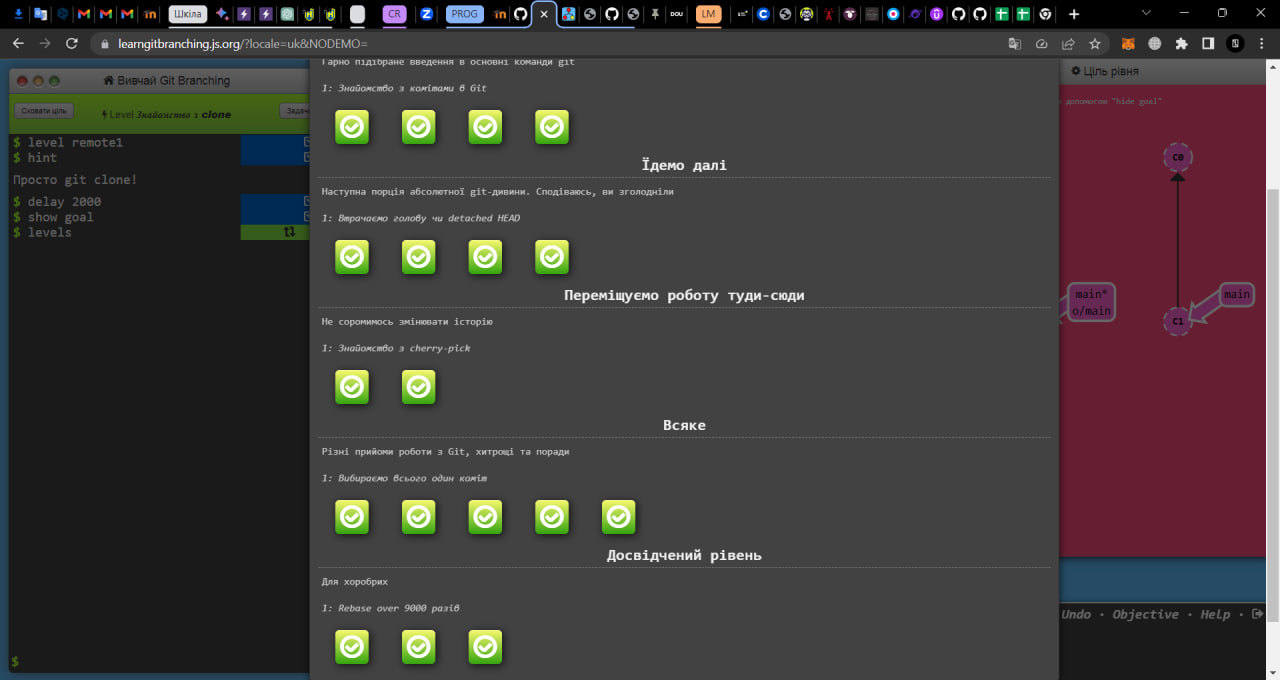 Шкіла
CR
PROG
DOU
LM
learngitbranching.js.org/?locale=uk&NODEMO=
Вивчай Git Branching
Сховати ціль
Level Знайомство з clone
$ level remote1
$ hint
Просто git clone!
$ delay 2000
$ show goal
$ levels
$
Гарно підібране введення в основні команди git
1: Знайомство з комітами в Git
Їдемо далі
Наступна порція абсолютної git-дивини. Сподіваюсь, ви зголодніли
1: Втрачаємо голову чи detached HEAD
Переміщуємо роботу туди-сюди
Не соромимось змінювати історію
1: Знайомство з cherry-pick
Всяке
Різні прийоми роботи з Git, хитрощі та поради
1: Вибираємо всього один коміт
Досвідчений рівень
Для хоробрих
1: Rebase over 9000 разів
Ціль рівня
допомогою "hide goal"
C0
main*
o/main
main
C1
Undo · Objective · Help ·